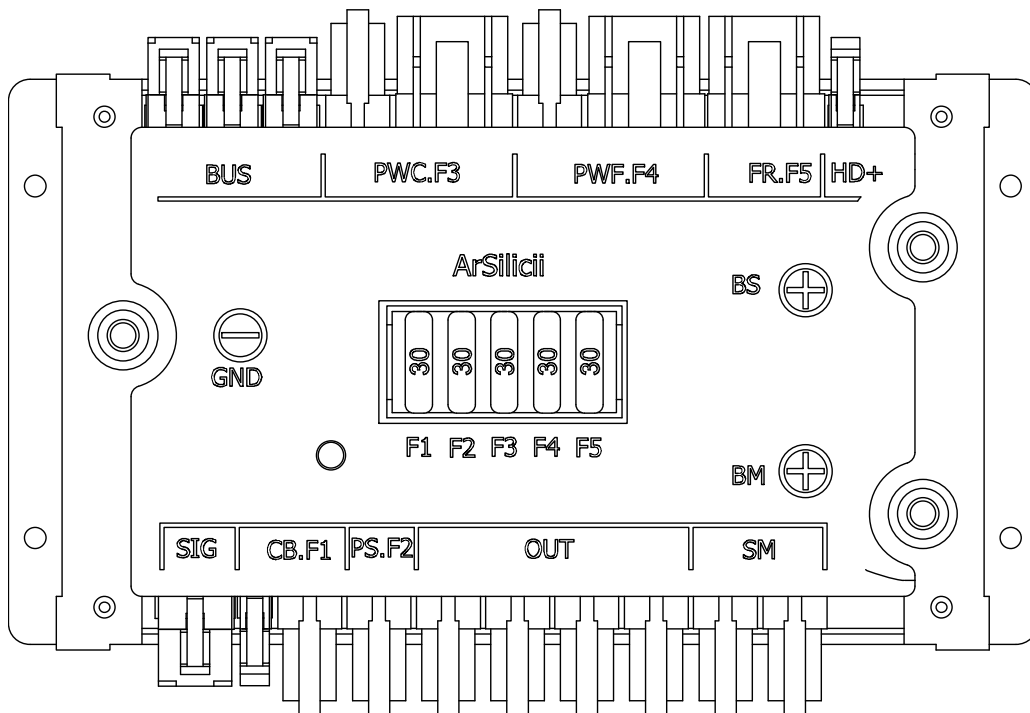 BUS PWC.F3 PWF.F4 FR.F5 HD+
ArSilicii
BS
30 30 30 30 30
GND
F1 F2 F3 F4 F5
BM
SIG CB.F1 PS.F2 OUT SM